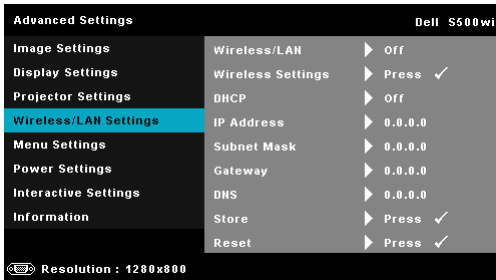 Advanced Settings Dell S500wi
Image Settings
Display Settings
Projector Settings
Wireless/LAN Settings
Menu Settings
Power Settings
Interactive Settings
Information
Wireless/LAN Off
Wireless Settings Press
DHCP Off
IP Address 0.0.0.0
Subnet Mask 0.0.0.0
Gateway 0.0.0.0
DNS 0.0.0.0
Store Press
Reset Press
Resolution : 1280x800